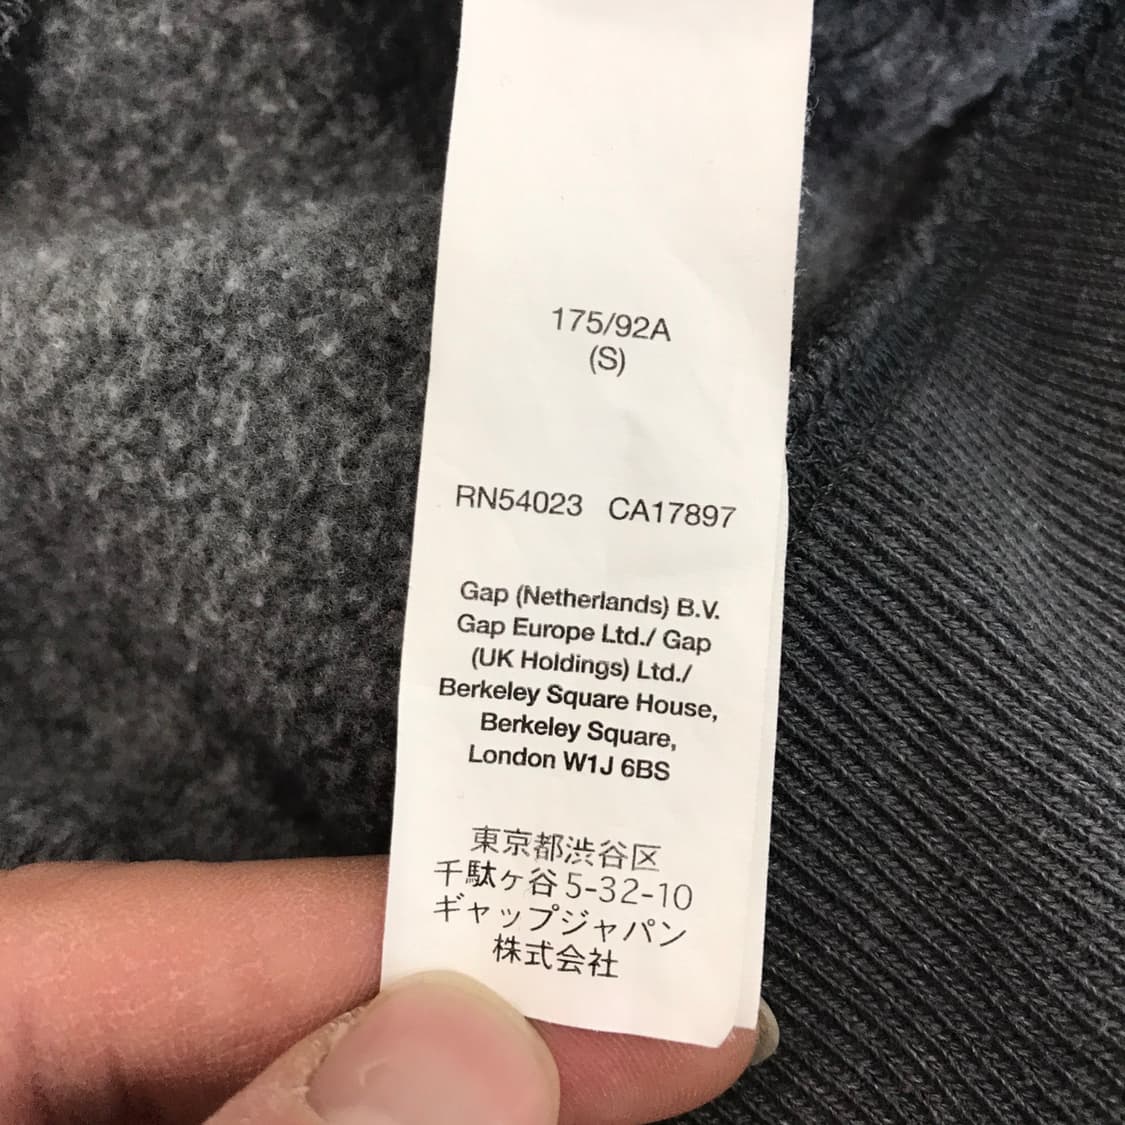 175/92A
(S)
RN54023 CA17897
Gap (Netherlands) B.V.
Gap Europe Ltd./ Gap
(UK Holdings) Ltd./
Berkeley Square House,
Berkeley Square,
London W1J 6BS
東京都渋谷区
千駄ヶ谷5-32-10
ギャップジャパン
株式会社